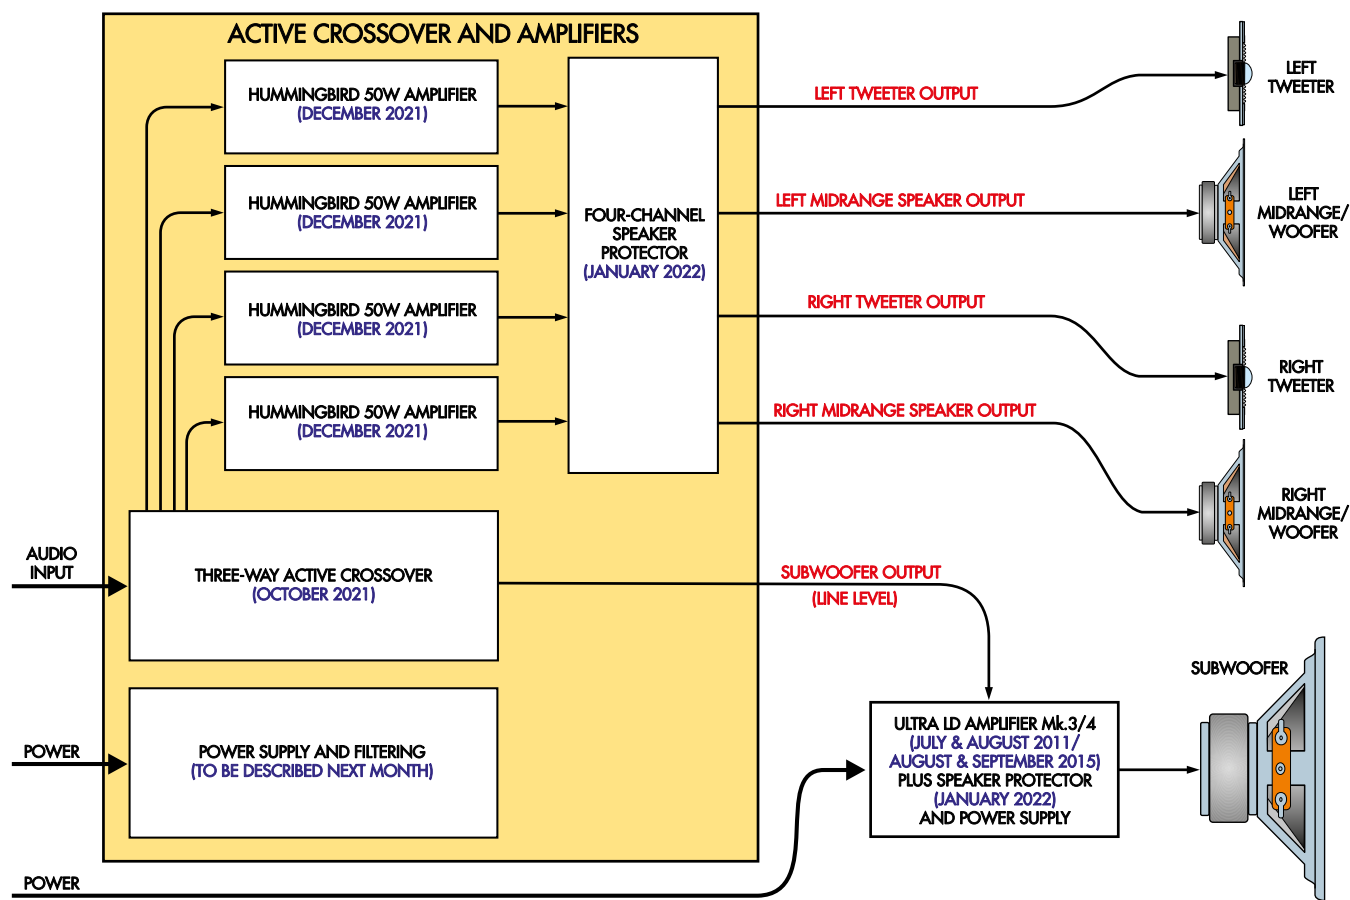 ACTIVE CROSSOVER AND AMPLIFIERS
HUMMINGBIRD 50W AMPLIFIER
(DECEMBER 2021)
HUMMINGBIRD 50W AMPLIFIER
(DECEMBER 2021)
HUMMINGBIRD 50W AMPLIFIER
(DECEMBER 2021)
HUMMINGBIRD 50W AMPLIFIER
(DECEMBER 2021)
FOUR-CHANNEL
SPEAKER
PROTECTOR
(JANUARY 2022)
LEFT TWEETER OUTPUT
LEFT
TWEETER
LEFT MIDRANGE SPEAKER OUTPUT
LEFT
MIDRANGE/
WOOFER
RIGHT TWEETER OUTPUT
RIGHT
TWEETER
RIGHT MIDRANGE SPEAKER OUTPUT
RIGHT
MIDRANGE/
WOOFER
AUDIO
INPUT
THREE-WAY ACTIVE CROSSOVER
(OCTOBER 2021)
SUBWOOFER OUTPUT
(LINE LEVEL)
SUBWOOFER
POWER
POWER SUPPLY AND FILTERING
(TO BE DESCRIBED NEXT MONTH)
ULTRA LD AMPLIFIER Mk.3/4
(JULY & AUGUST 2011/
AUGUST & SEPTEMBER 2015)
PLUS SPEAKER PROTECTOR
(JANUARY 2022)
AND POWER SUPPLY
POWER